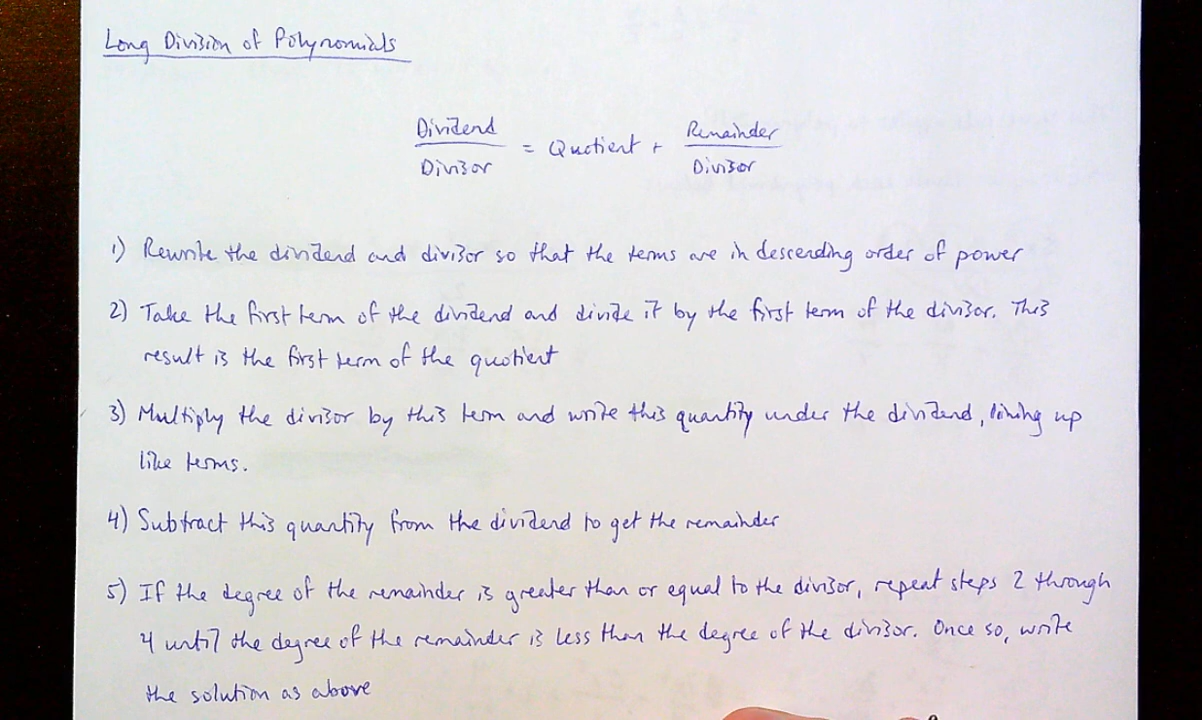 Long Division of Polynomials
Dividend
Divisor
= Quotient +
Remainder
Divisor
1) Rewrite the dividend and divisor so that the terms are in descending order of power
2) Take the first term of the dividend and divide it by the first term of the divisor. This
result is the first term of the quotient
3) Multiply the divisor by this term and write this quantity under the dividend, lining up
like terms.
4) Subtract this quantity from the dividend to get the remainder
5) If the degree of the remainder is greater than or equal to the divisor, repeat steps 2 through
4 until the degree of the remainder is less than the degree of the divisor. Once so, write
the solution as above